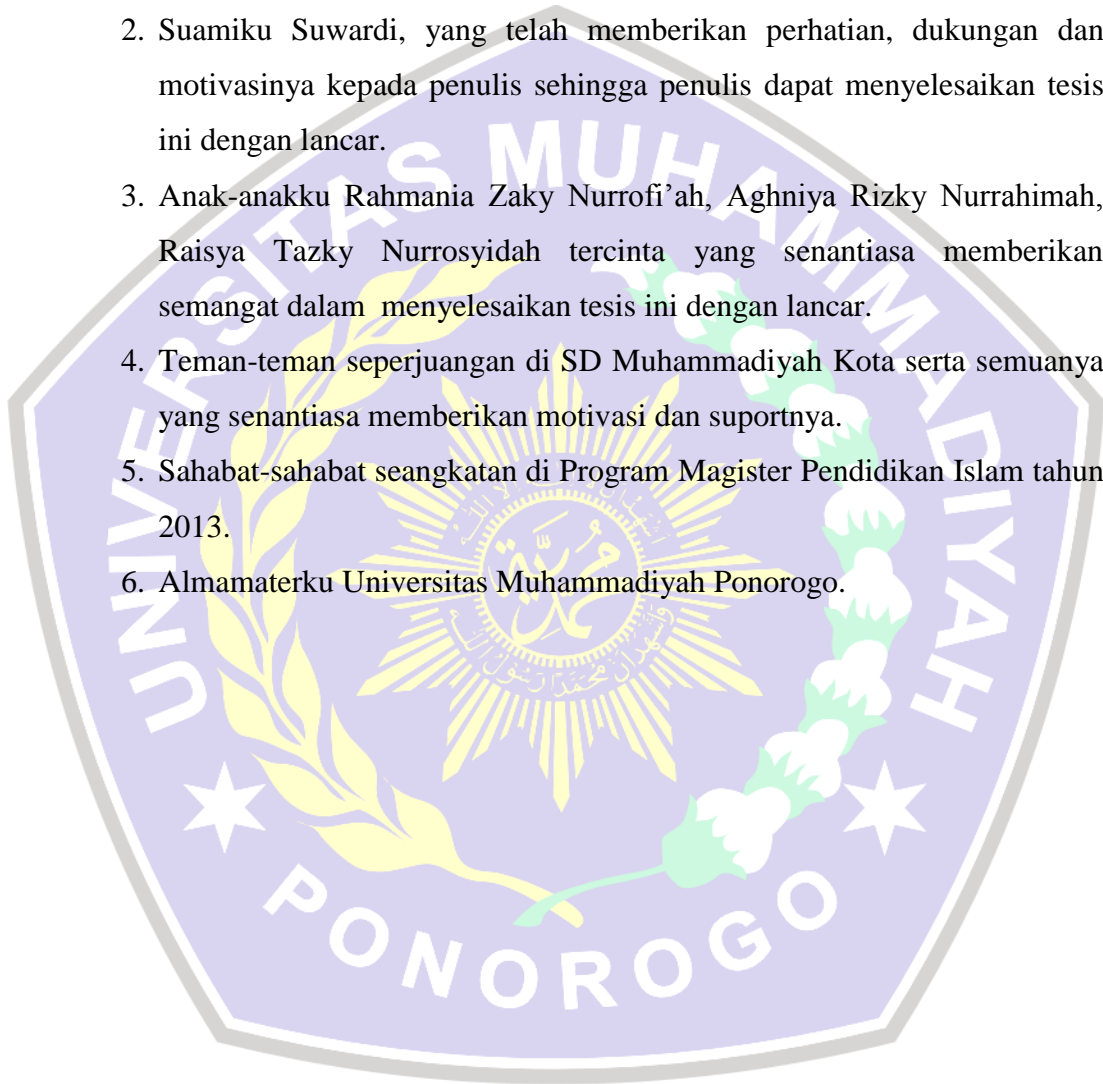 2. Suamiku Suwardi, yang telah memberikan perhatian, dukungan dan
motivasinya kepada penulis sehingga penulis dapat menyelesaikan tesis
ini dengan lancar.
3. Anak-anakku Rahmania Zaky Nurrofi’ah, Aghniya Rizky Nurrahimah,
Raisya Tazky Nurrosyidah tercinta yang senantiasa memberikan
semangat dalam menyelesaikan tesis ini dengan lancar.
4. Teman-teman seperjuangan di SD Muhammadiyah Kota serta semuanya
yang senantiasa memberikan motivasi dan suportnya.
5. Sahabat-sahabat seangkatan di Program Magister Pendidikan Islam tahun
2013.
6. Almamaterku Universitas Muhammadiyah Ponorogo.
UNIVERSITAS MUHAMMADIYAH
PONOROGO
محمدية